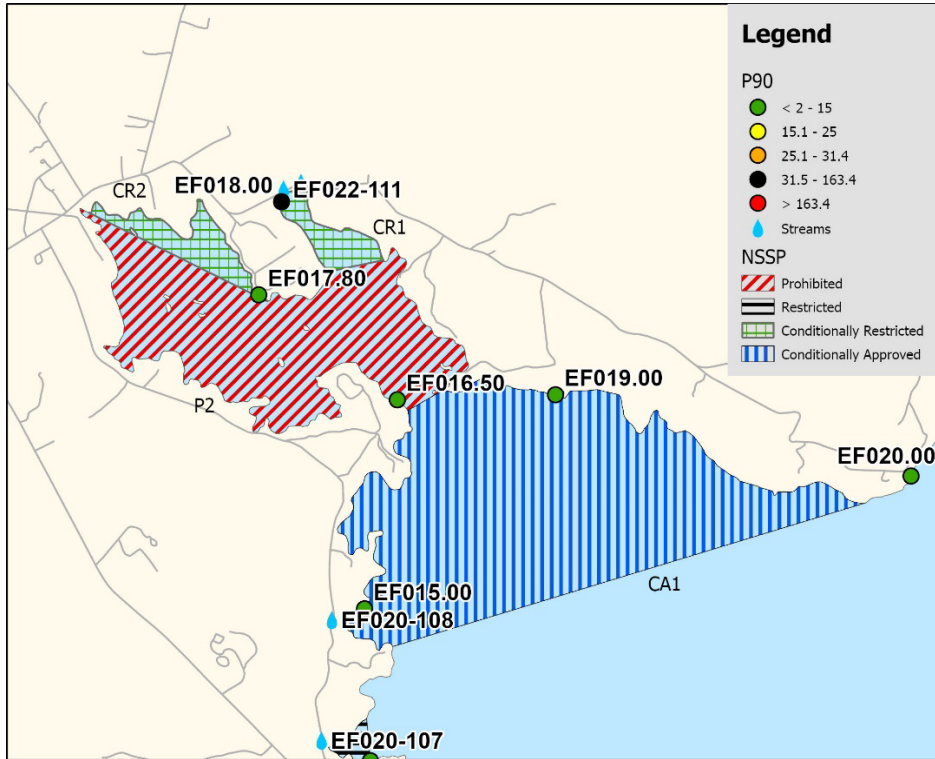 Legend
P90
< 2 - 15
15.1 - 25
25.1 - 31.4
31.5 - 163.4
> 163.4
Streams
NSSP
Prohibited
Restricted
Conditionally Restricted
Conditionally Approved
CR2
EF018.00
EF022-111
CR1
EF017.80
EF016.50
EF019.00
P2
EF020.00
CA1
EF015.00
EF020-108
EF020-107